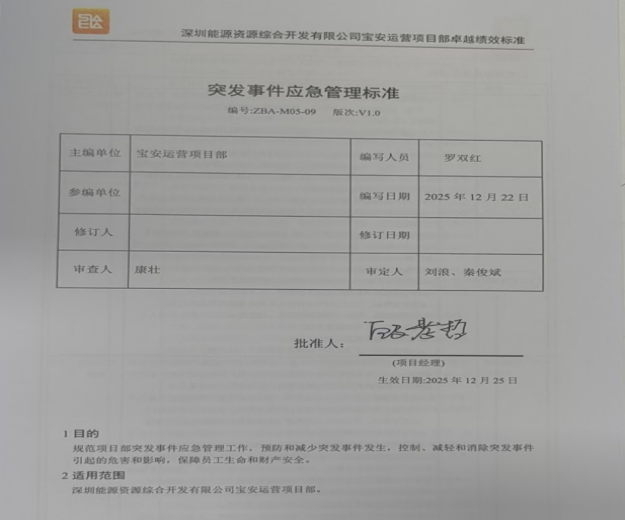 深圳能源资源综合开发有限公司宝安运营项目部卓越绩效标准
突发事件应急管理标准
编号:ZBA-M05-09 版次:V1.0
主编单位 宝安运营项目部 编写人员 罗双红
参编单位 编写日期 2025 年 12 月 22 日
修订人 修订日期
审查人 康壮 审定人 刘浪、秦俊斌
批准人:
(项目经理)
生效日期:2025 年 12 月 25 日
1 目的
规范项目部突发事件应急管理工作，预防和减少突发事件发生，控制、减轻和消除突发事件
引起的危害和影响，保障员工生命和财产安全。
2 适用范围
深圳能源资源综合开发有限公司宝安运营项目部。